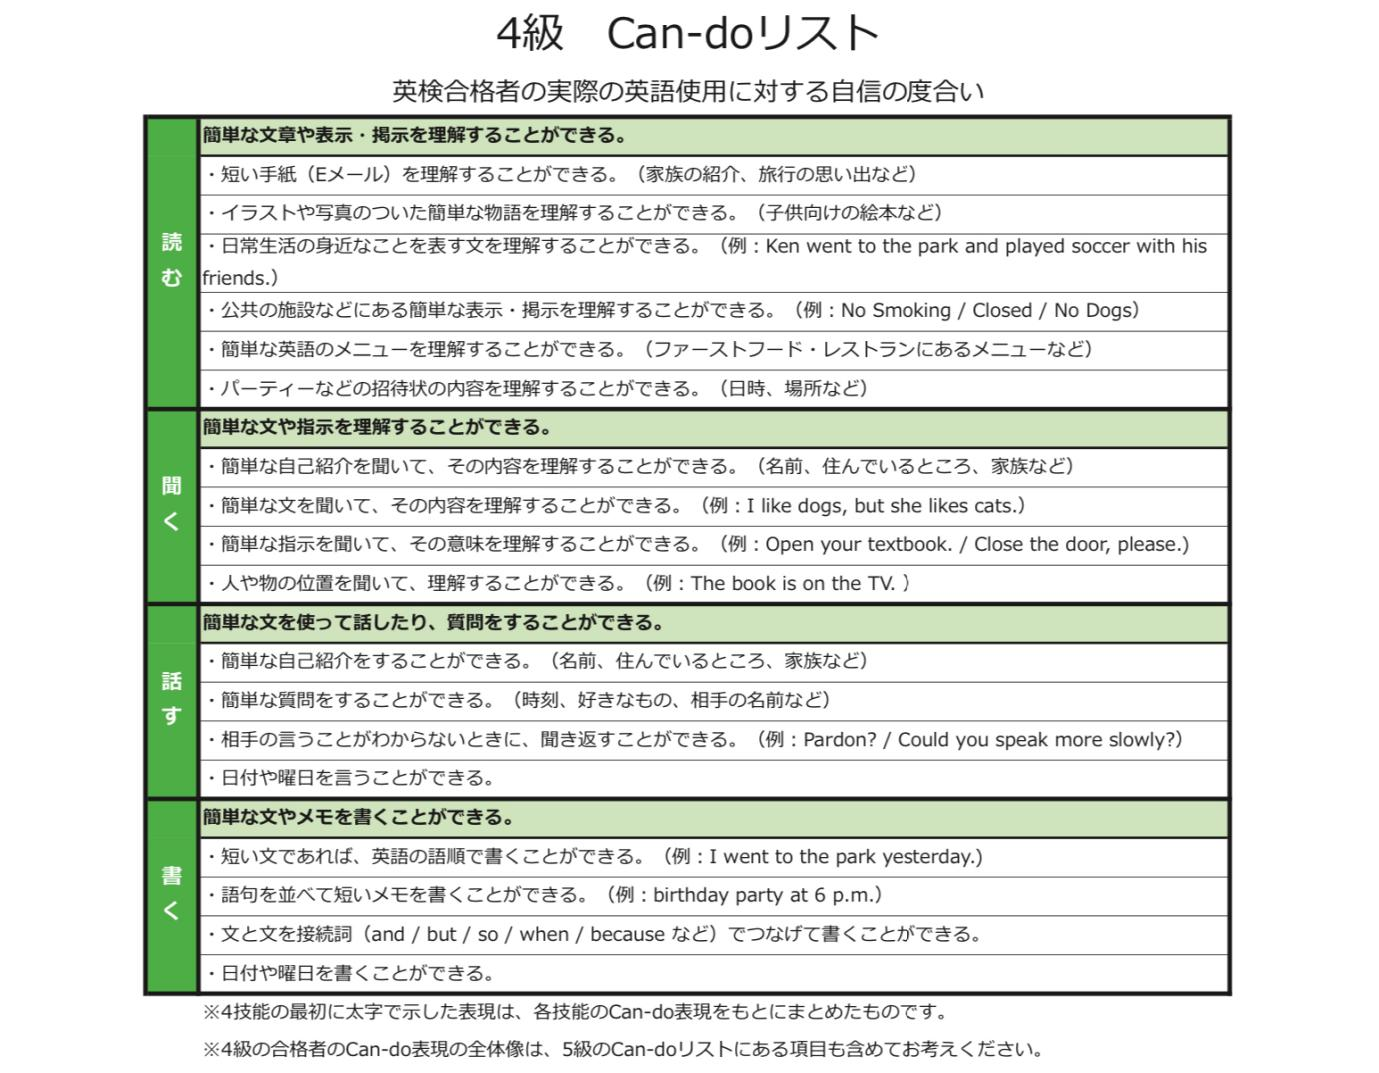 4級　Can-doリスト
英検合格者の実際の英語使用に対する自信の度合い
読む
簡単な文章や表示・掲示を理解することができる。
・短い手紙（Eメール）を理解することができる。（家族の紹介、旅行の思い出など）
・イラストや写真のついた簡単な物語を理解することができる。（子供向けの絵本など）
・日常生活の身近なことを表す文を理解することができる。（例：Ken went to the park and played soccer with his
friends.）
・公共の施設などにある簡単な表示・掲示を理解することができる。（例：No Smoking / Closed / No Dogs）
・簡単な英語のメニューを理解することができる。（ファーストフード・レストランにあるメニューなど）
・パーティーなどの招待状の内容を理解することができる。（日時、場所など）
聞く
簡単な文や指示を理解することができる。
・簡単な自己紹介を聞いて、その内容を理解することができる。（名前、住んでいるところ、家族など）
・簡単な文を聞いて、その内容を理解することができる。（例：I like dogs, but she likes cats.）
・簡単な指示を聞いて、その意味を理解することができる。（例：Open your textbook. / Close the door, please.)
・人や物の位置を聞いて、理解することができる。（例：The book is on the TV. ）
話す
簡単な文を使って話したり、質問をすることができる。
・簡単な自己紹介をすることができる。（名前、住んでいるところ、家族など）
・簡単な質問をすることができる。（時刻、好きなもの、相手の名前など）
・相手の言うことがわからないときに、聞き返すことができる。（例：Pardon? / Could you speak more slowly?）
・日付や曜日を言うことができる。
書く
簡単な文やメモを書くことができる。
・短い文であれば、英語の語順で書くことができる。（例：I went to the park yesterday.)
・語句を並べて短いメモを書くことができる。（例：birthday party at 6 p.m.）
・文と文を接続詞（and / but / so / when / because など）でつなげて書くことができる。
・日付や曜日を書くことができる。
※4技能の最初に太字で示した表現は、各技能のCan-do表現をもとにまとめたものです。
※4級の合格者のCan-do表現の全体像は、5級のCan-doリストにある項目も含めてお考えください。